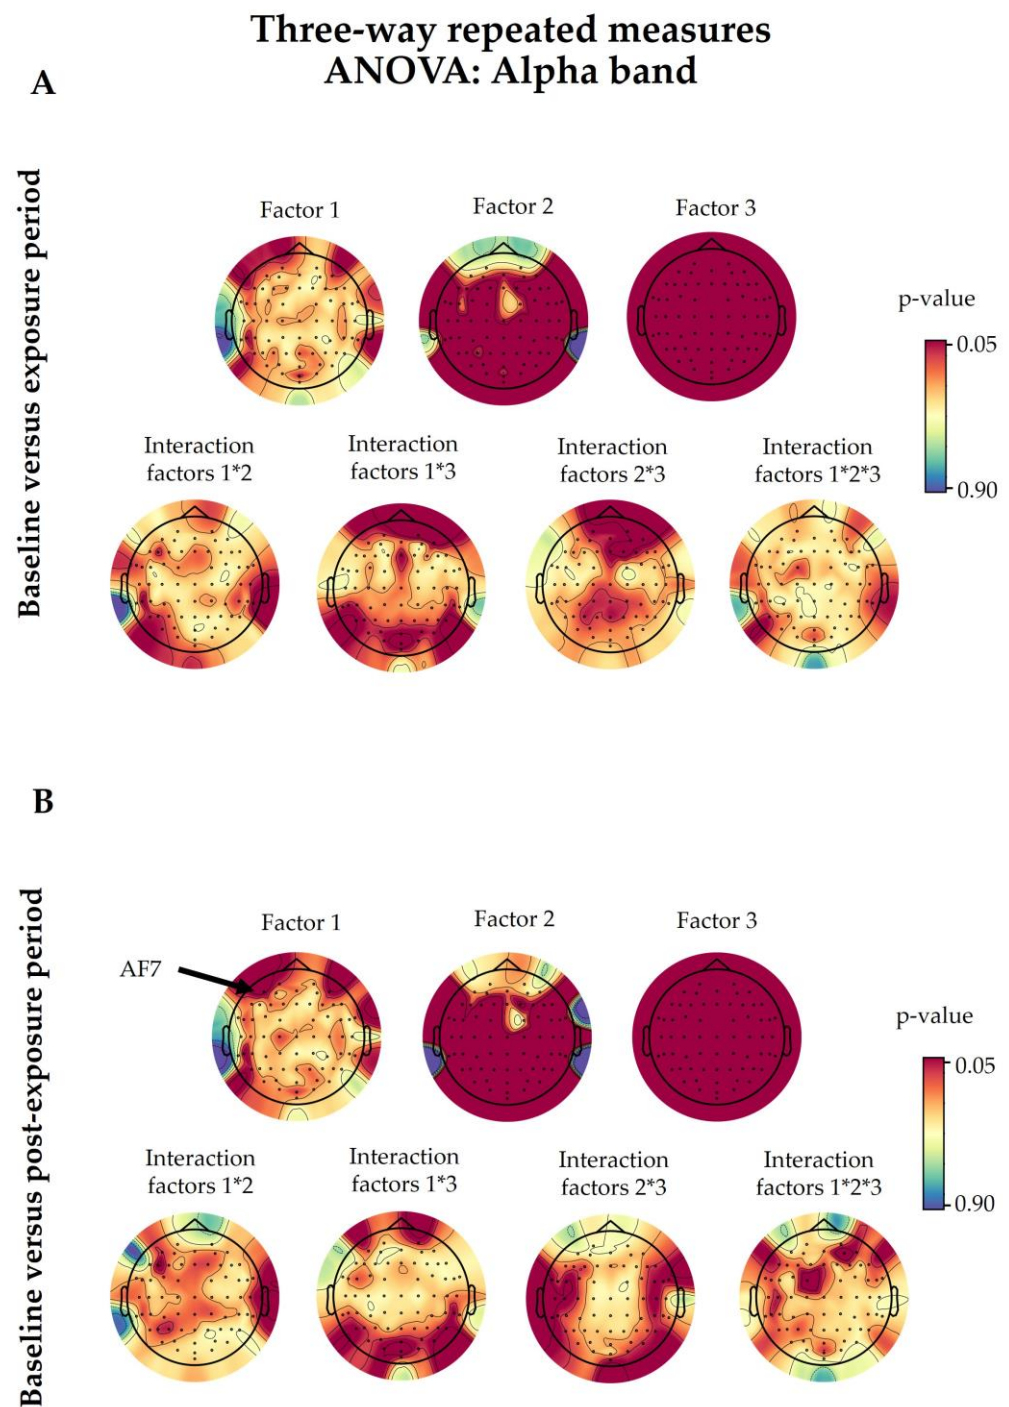 Three-way repeated measures
ANOVA: Alpha band
A
Baseline versus exposure period
Factor 1
Factor 2
Factor 3
p-value
0.05
0.90
Interaction
factors 1*2
Interaction
factors 1*3
Interaction
factors 2*3
Interaction
factors 1*2*3
B
Baseline versus post-exposure period
Factor 1
Factor 2
Factor 3
AF7
p-value
0.05
0.90
Interaction
factors 1*2
Interaction
factors 1*3
Interaction
factors 2*3
Interaction
factors 1*2*3